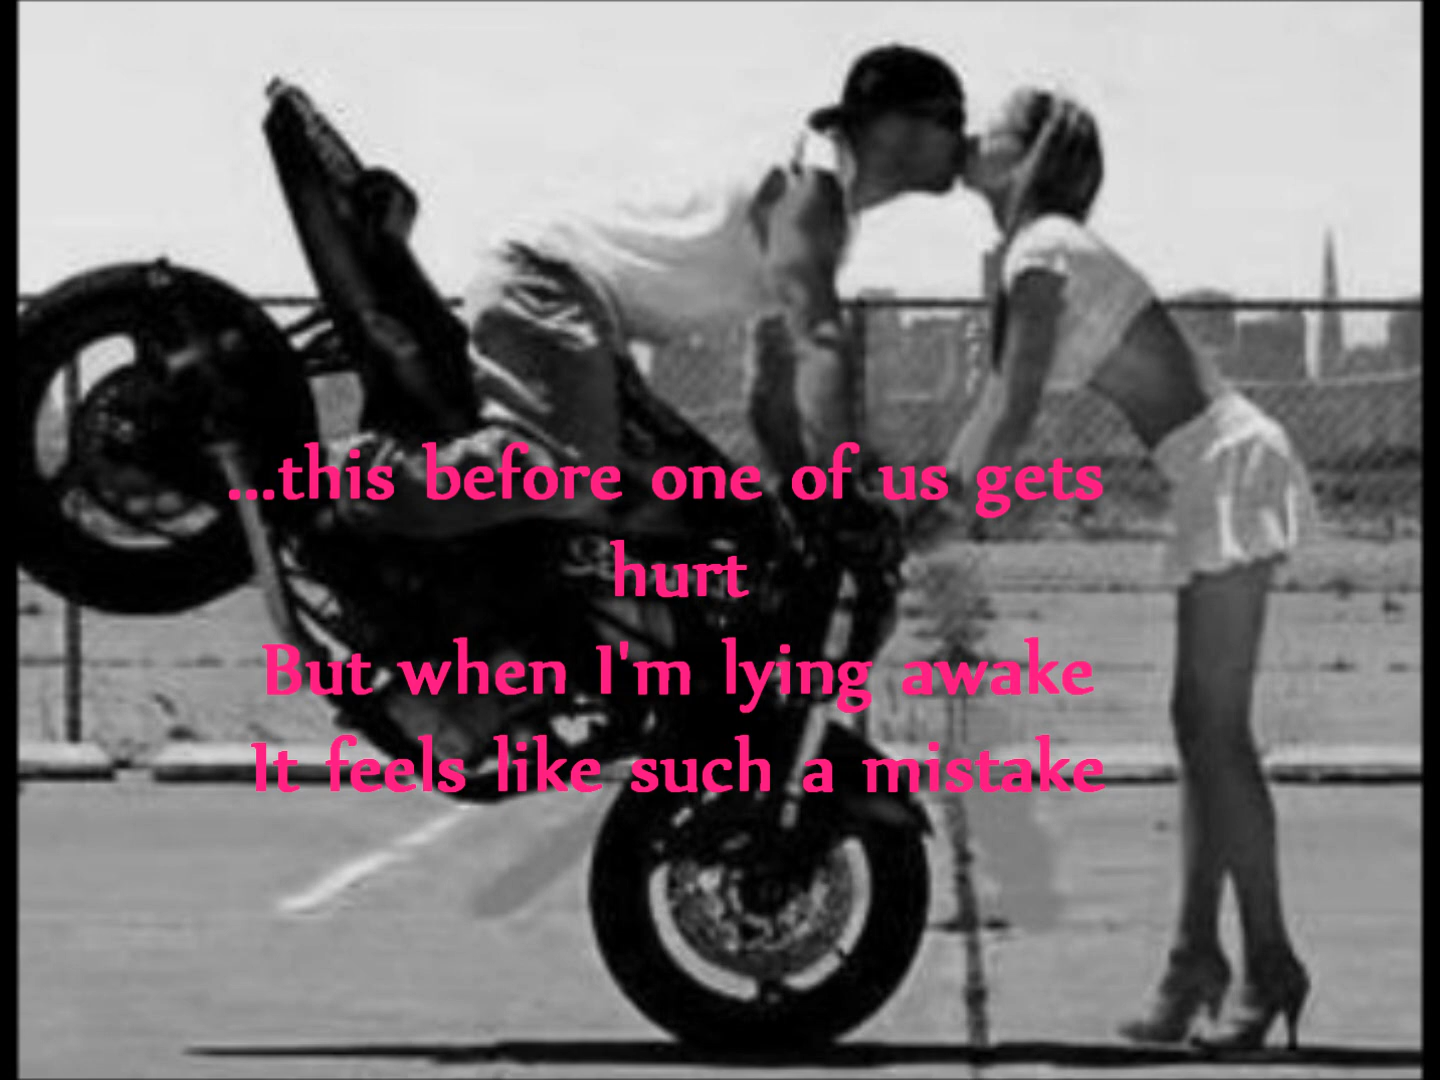 ...this before one of us gets
hurt
But when I'm lying awake
It feels like such a mistake